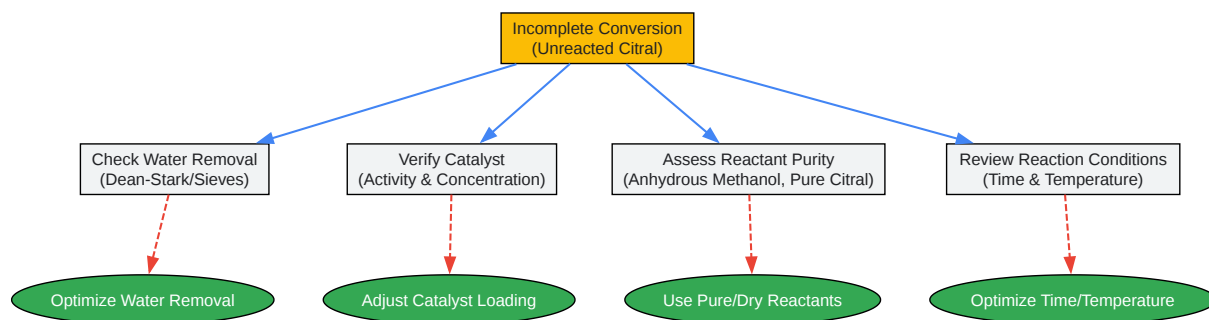 Incomplete Conversion
(Unreacted Citral)
Check Water Removal
(Dean-Stark/Sieves)
Verify Catalyst
(Activity & Concentration)
Assess Reactant Purity
(Anhydrous Methanol, Pure Citral)
Review Reaction Conditions
(Time & Temperature)
Optimize Water Removal
Adjust Catalyst Loading
Use Pure/Dry Reactants
Optimize Time/Temperature